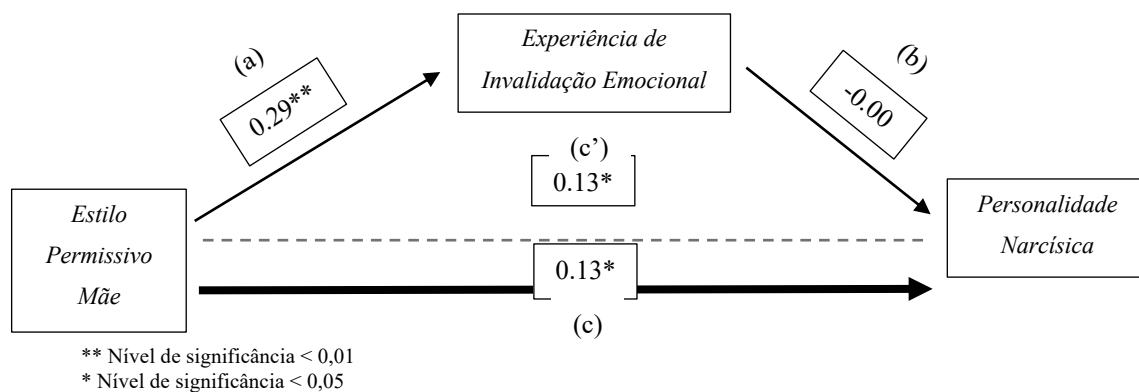 (a)
0.29**
Experiência de
Invalidação Emocional
(b)
-0.00
(c’)
0.13*
Estilo
Permissivo
Mãe
Personalidade
Narcísica
0.13*
(c)
** Nível de significância < 0,01
* Nível de significância < 0,05